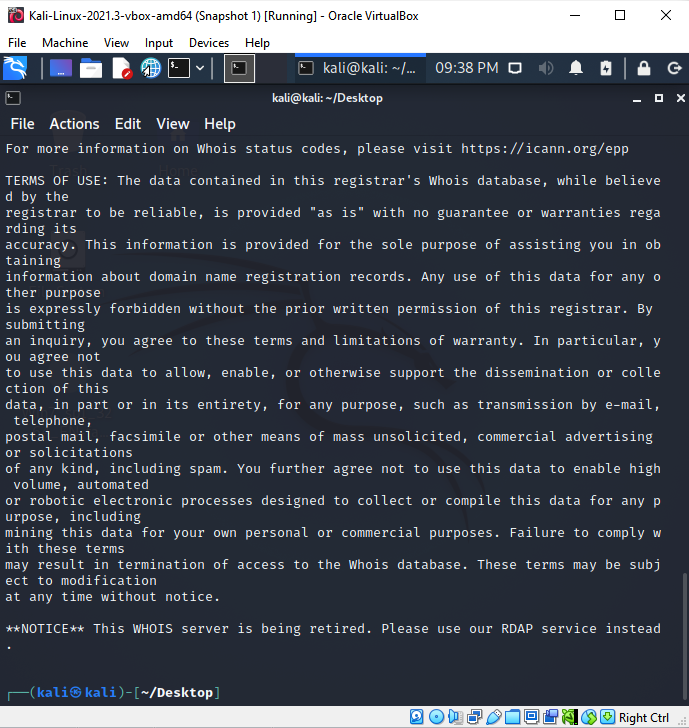 Kali-Linux-2021.3-vbox-amd64 (Snapshot 1) [Running] - Oracle VirtualBox
File Machine View Input Devices Help
kali@kali: ~/... 09:38 PM
kali@kali: ~/Desktop
File Actions Edit View Help
For more information on Whois status codes, please visit https://icann.org/epp
TERMS OF USE: The data contained in this registrar's Whois database, while believe
d by the
registrar to be reliable, is provided "as is" with no guarantee or warranties rega
rding its
accuracy. This information is provided for the sole purpose of assisting you in ob
taining
information about domain name registration records. Any use of this data for any o
ther purpose
is expressly forbidden without the prior written permission of this registrar. By
submitting
an inquiry, you agree to these terms and limitations of warranty. In particular, y
ou agree not
to use this data to allow, enable, or otherwise support the dissemination or colle
ction of this
data, in part or in its entirety, for any purpose, such as transmission by e-mail,
telephone,
postal mail, facsimile or other means of mass unsolicited, commercial advertising
or solicitations
of any kind, including spam. You further agree not to use this data to enable high
volume, automated
or robotic electronic processes designed to collect or compile this data for any p
urpose, including
mining this data for your own personal or commercial purposes. Failure to comply w
ith these terms
may result in termination of access to the Whois database. These terms may be subj
ect to modification
at any time without notice.
**NOTICE** This WHOIS server is being retired. Please use our RDAP service instead
.
┌──(kali㉿kali)-[~/Desktop]
Right Ctrl